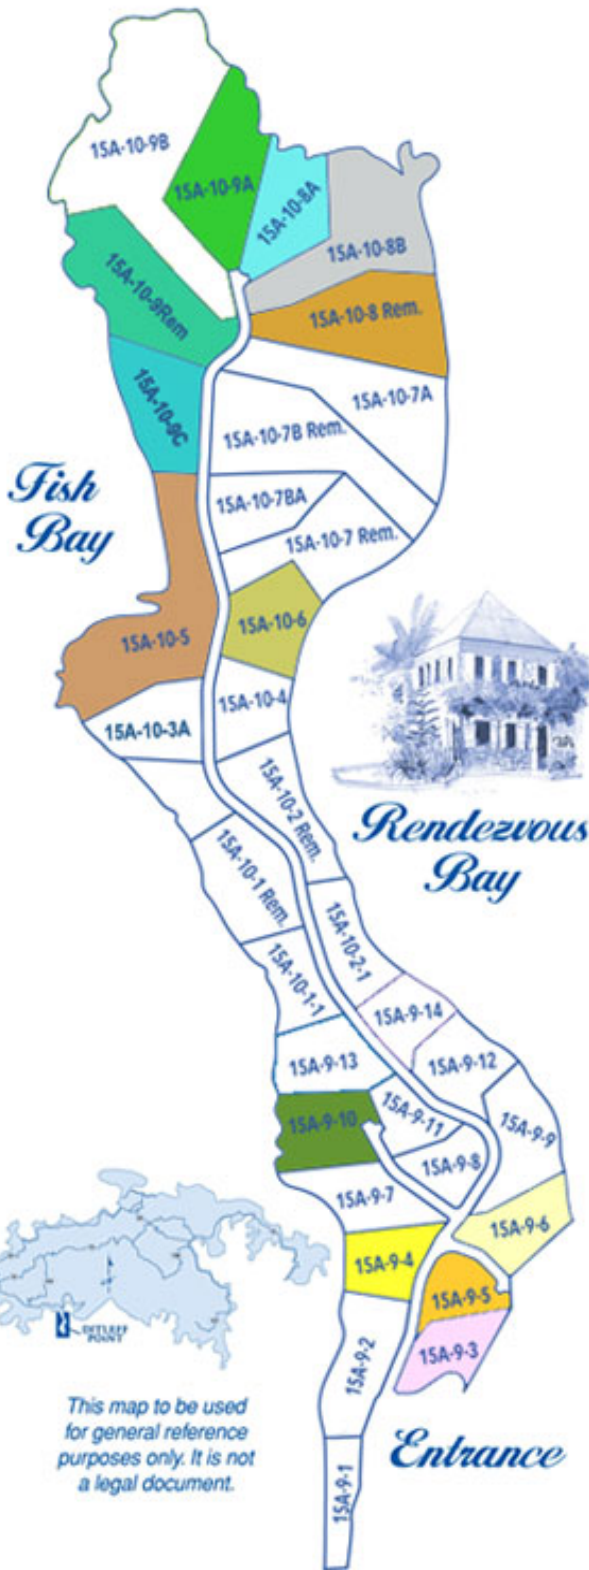 15A-10-9B
15A-10-9A
15A-10-8A
15A-10-8B
15A-10-9Rem
15A-10-8 Rem.
15A-10-9C
15A-10-7A
15A-10-7B Rem.
Fish
Bay
15A-10-7BA
15A-10-7 Rem.
15A-10-5
15A-10-6
15A-10-4
15A-10-3A
15A-10-2 Rem.
Rendezvous
Bay
15A-10-1 Rem.
15A-10-2-1
15A-10-1-1
15A-9-14
15A-9-13
15A-9-12
15A-9-10
15A-9-11
15A-9-9
15A-9-8
15A-9-7
15A-9-6
15A-9-4
15A-9-5
15A-9-3
15A-9-2
DITLEFF
POINT
This map to be used
for general reference
purposes only. It is not
a legal document.
Entrance
15A-9-1